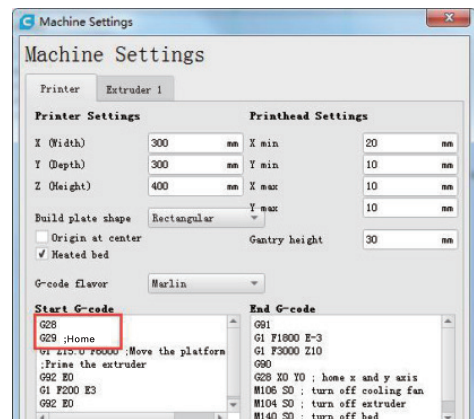 Machine Settings
Machine Settings
Printer Extruder 1
Printer Settings Printhead Settings
X (Width) 300 mm X min 20 mm
Y (Depth) 300 mm Y min 10 mm
Z (Height) 400 mm X max 10 mm
Y max 10 mm
Build plate shape Rectangular
Origin at center Gantry height 30 mm
Heated bed
G-code flavor Marlin
Start G-code
G28
G29 ;Home
G1 Z15.0 F6000 ;Move the platform
;Prime the extruder
G92 E0
G1 F200 E3
G92 E0
End G-code
G91
G1 F1800 E-3
G1 F3000 Z10
G90
G28 X0 Y0 ; home x and y axis
M106 S0 ; turn off cooling fan
M104 S0 ; turn off extruder
M140 S0 ; turn off bed